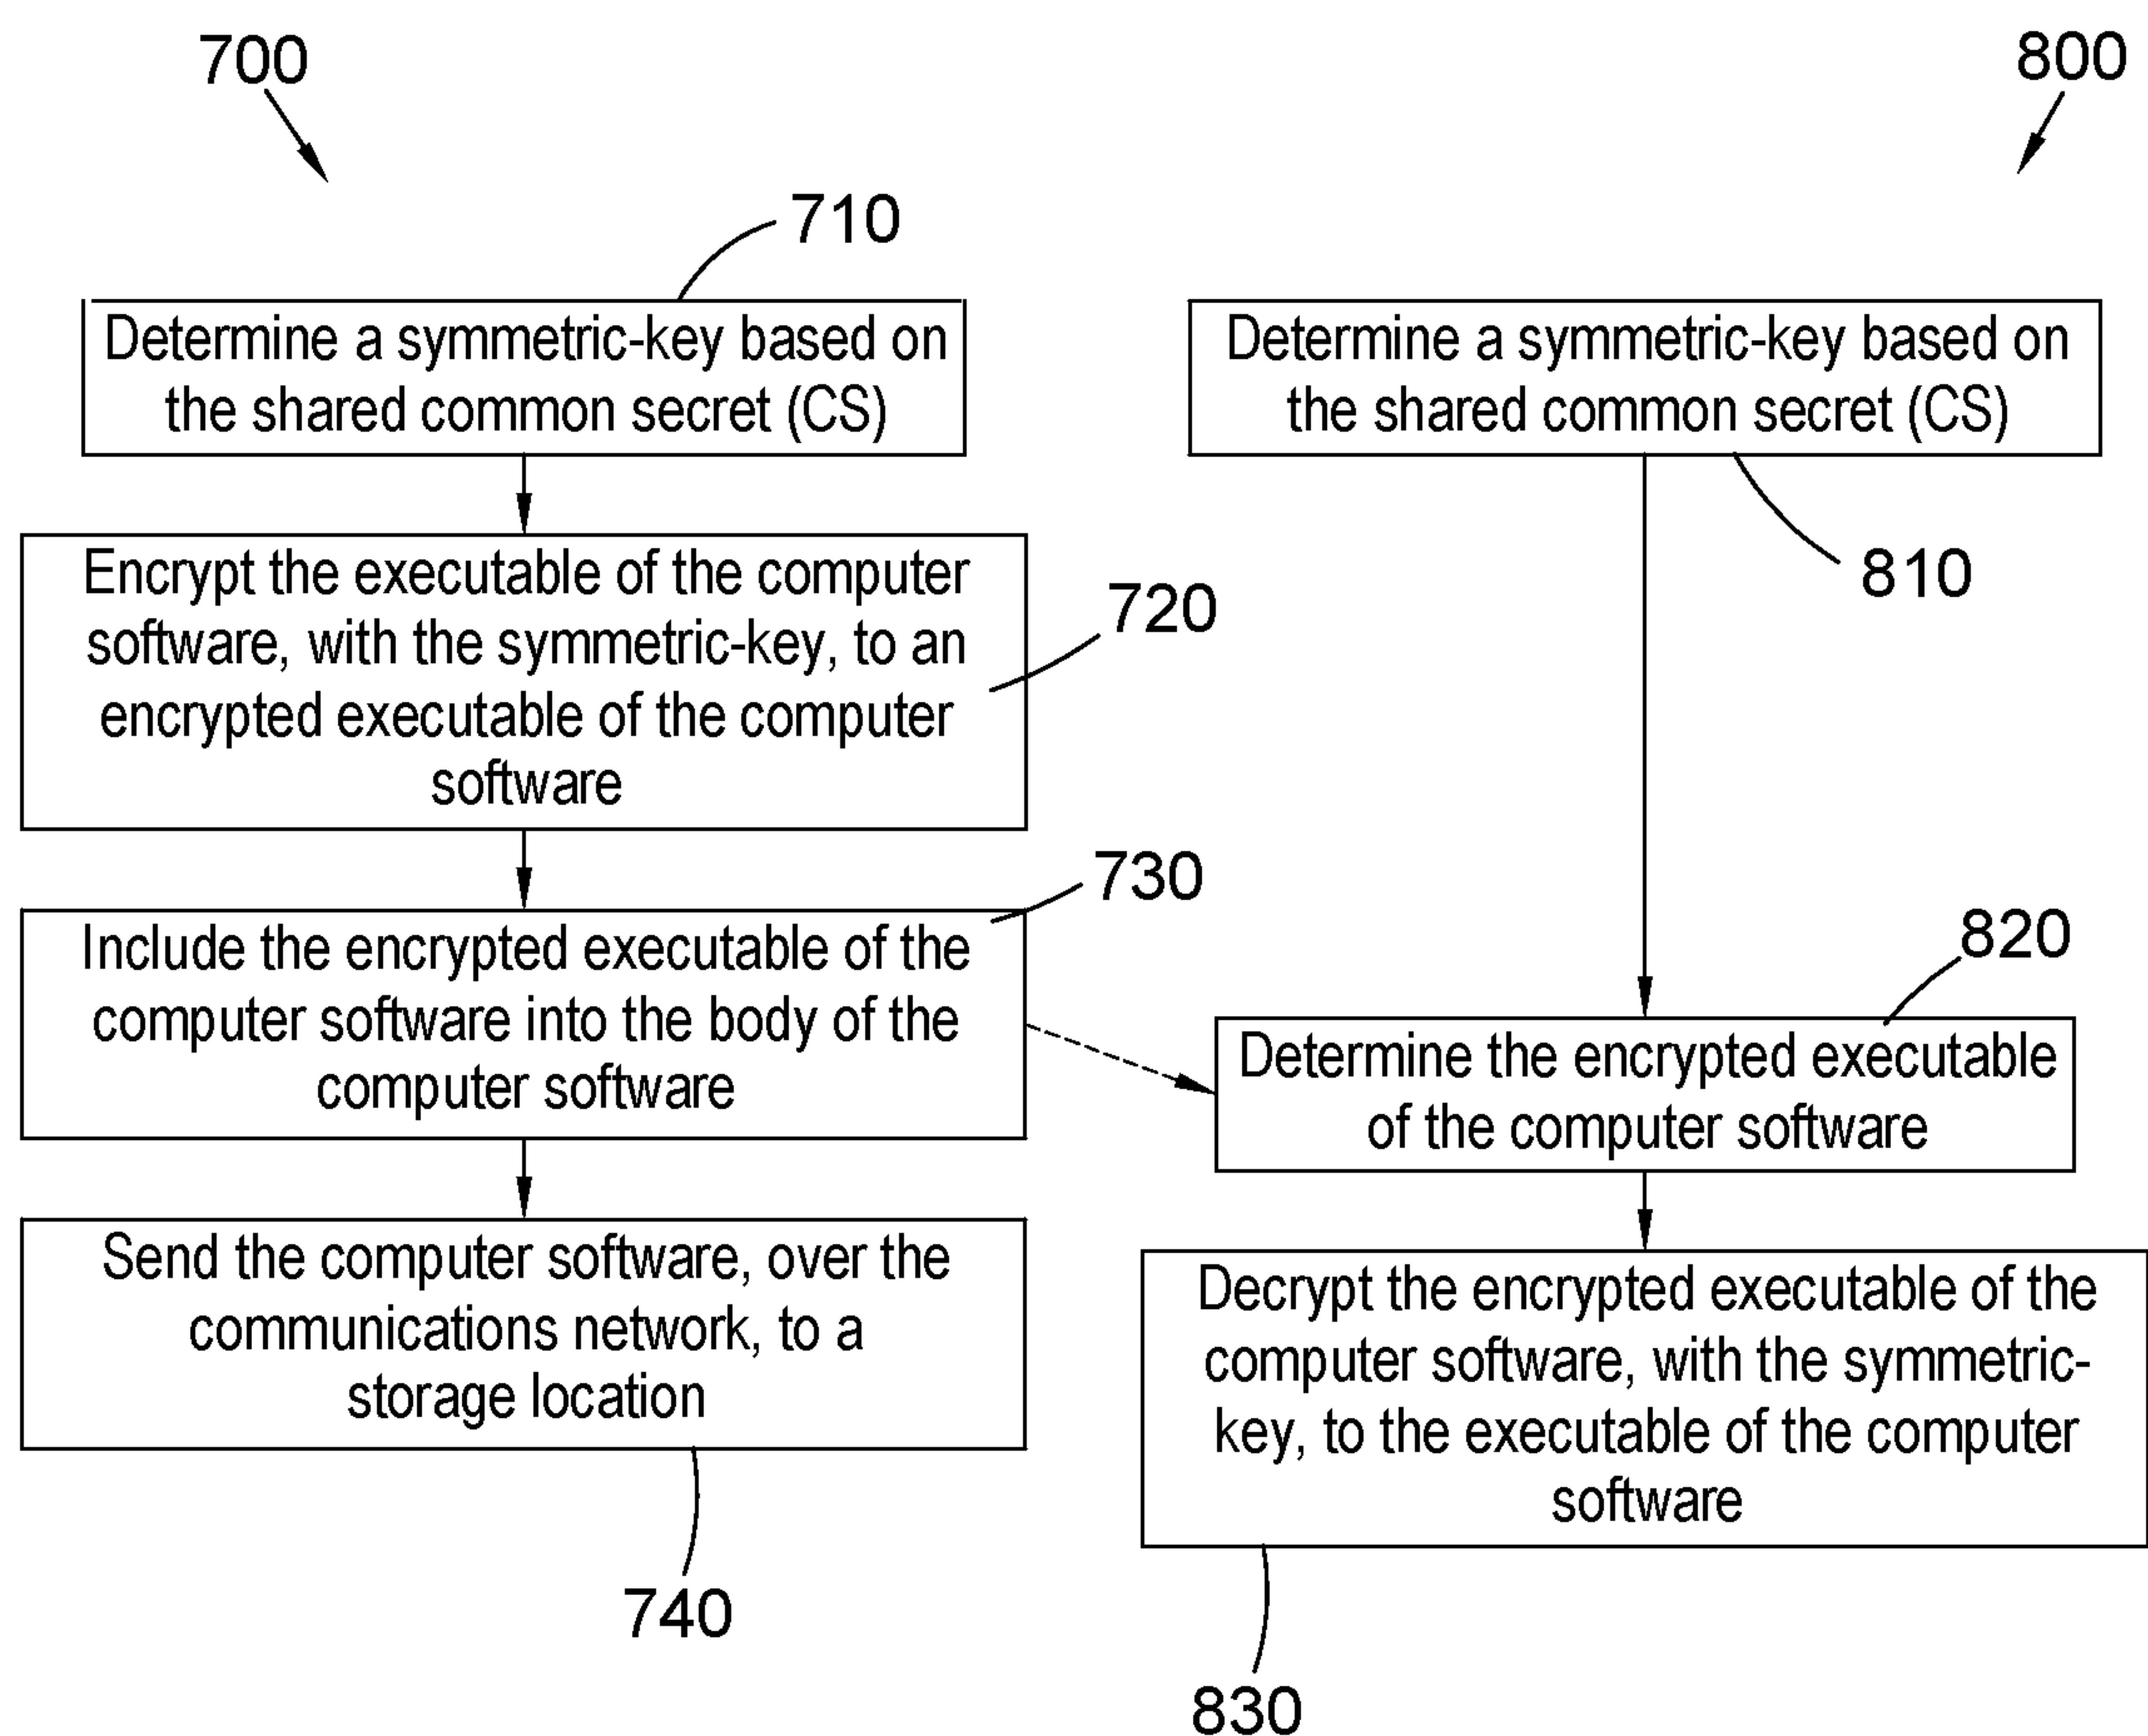 700
800
710
Determine a symmetric-key based on
the shared common secret (CS)
Encrypt the executable of the computer
software, with the symmetric-key, to an
encrypted executable of the computer
software
720
Include the encrypted executable of the
computer software into the body of the
computer software
730
Send the computer software, over the
communications network, to a
storage location
740
Determine a symmetric-key based on
the shared common secret (CS)
810
820
Determine the encrypted executable
of the computer software
Decrypt the encrypted executable of the
computer software, with the symmetric-
key, to the executable of the computer
software
830